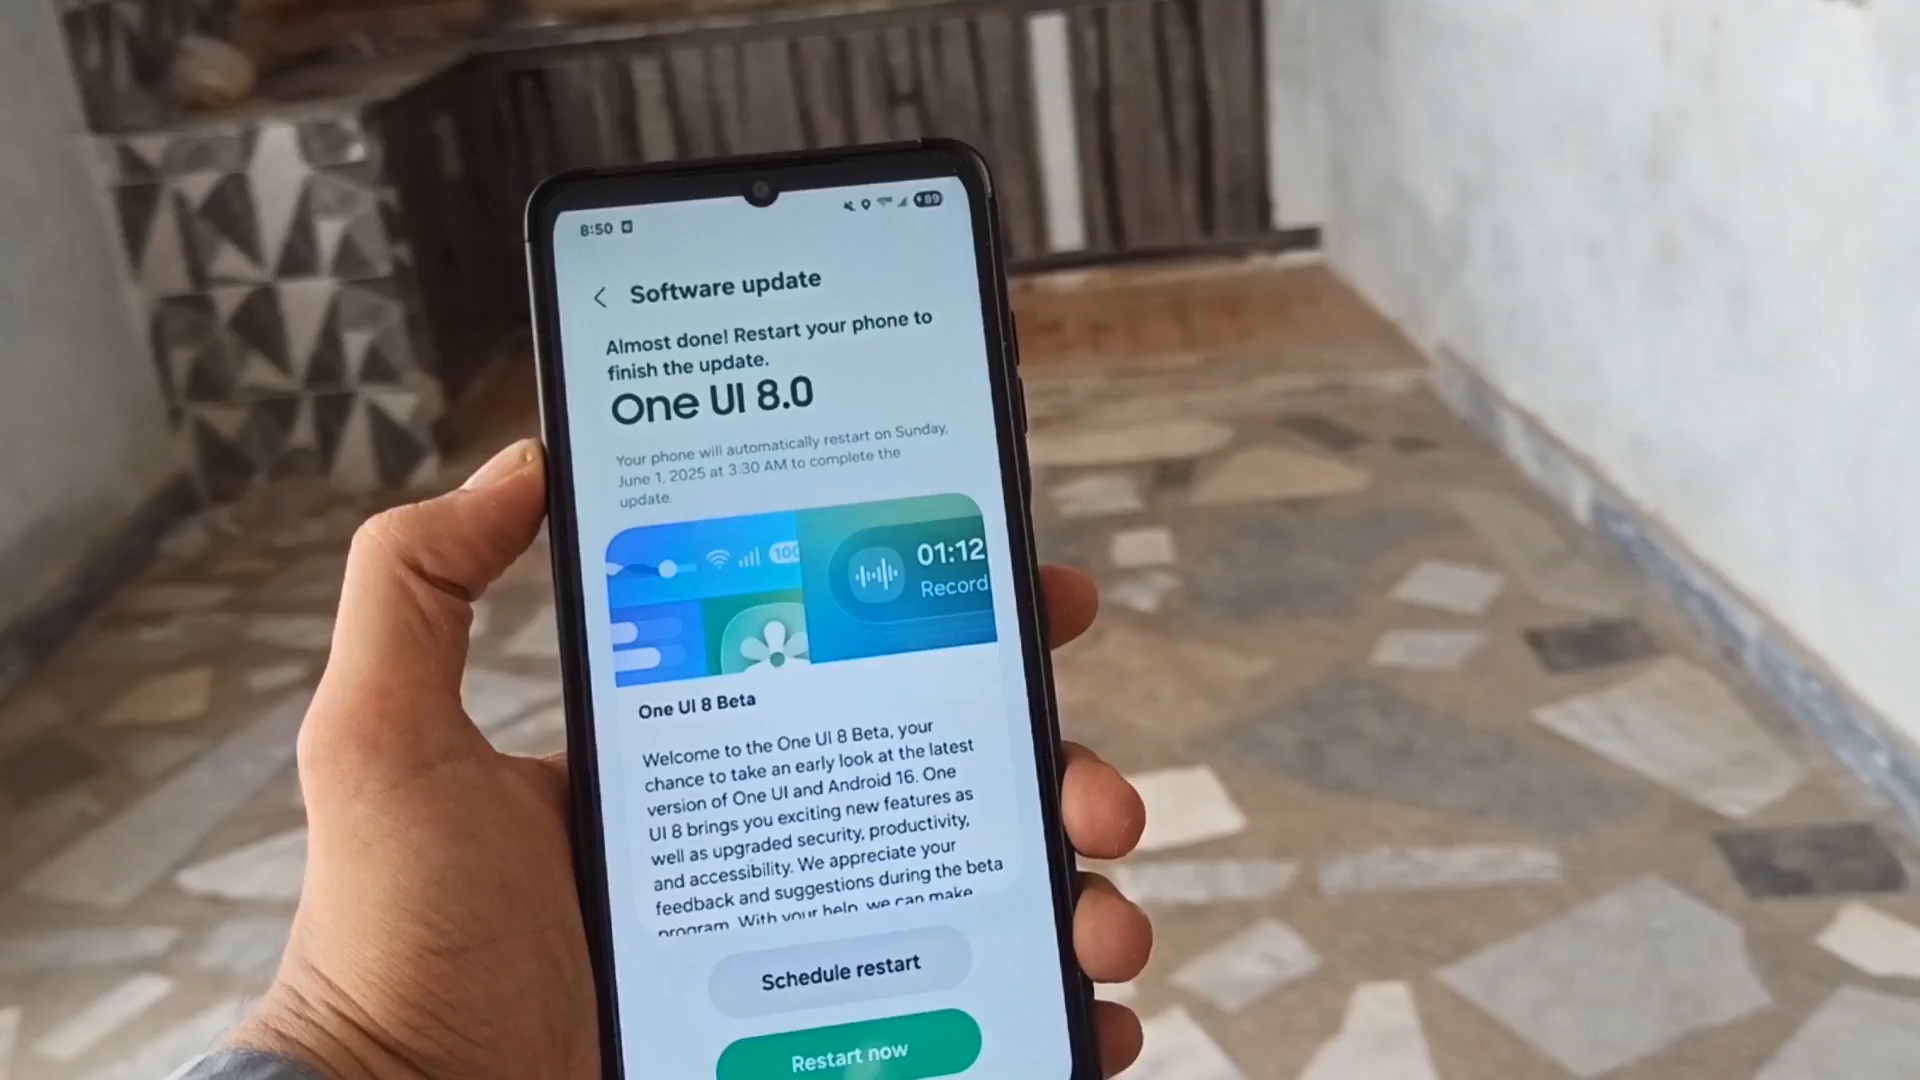 8:50
89
Software update
Almost done! Restart your phone to
finish the update.
One UI 8.0
Your phone will automatically restart on Sunday,
June 1, 2025 at 3:30 AM to complete the
update.
100
01:12
Record
One UI 8 Beta
Welcome to the One UI 8 Beta, your
chance to take an early look at the latest
version of One UI and Android 16. One
UI 8 brings you exciting new features as
well as upgraded security, productivity,
and accessibility. We appreciate your
feedback and suggestions during the beta
program. With your help, we can make
Schedule restart
Restart now